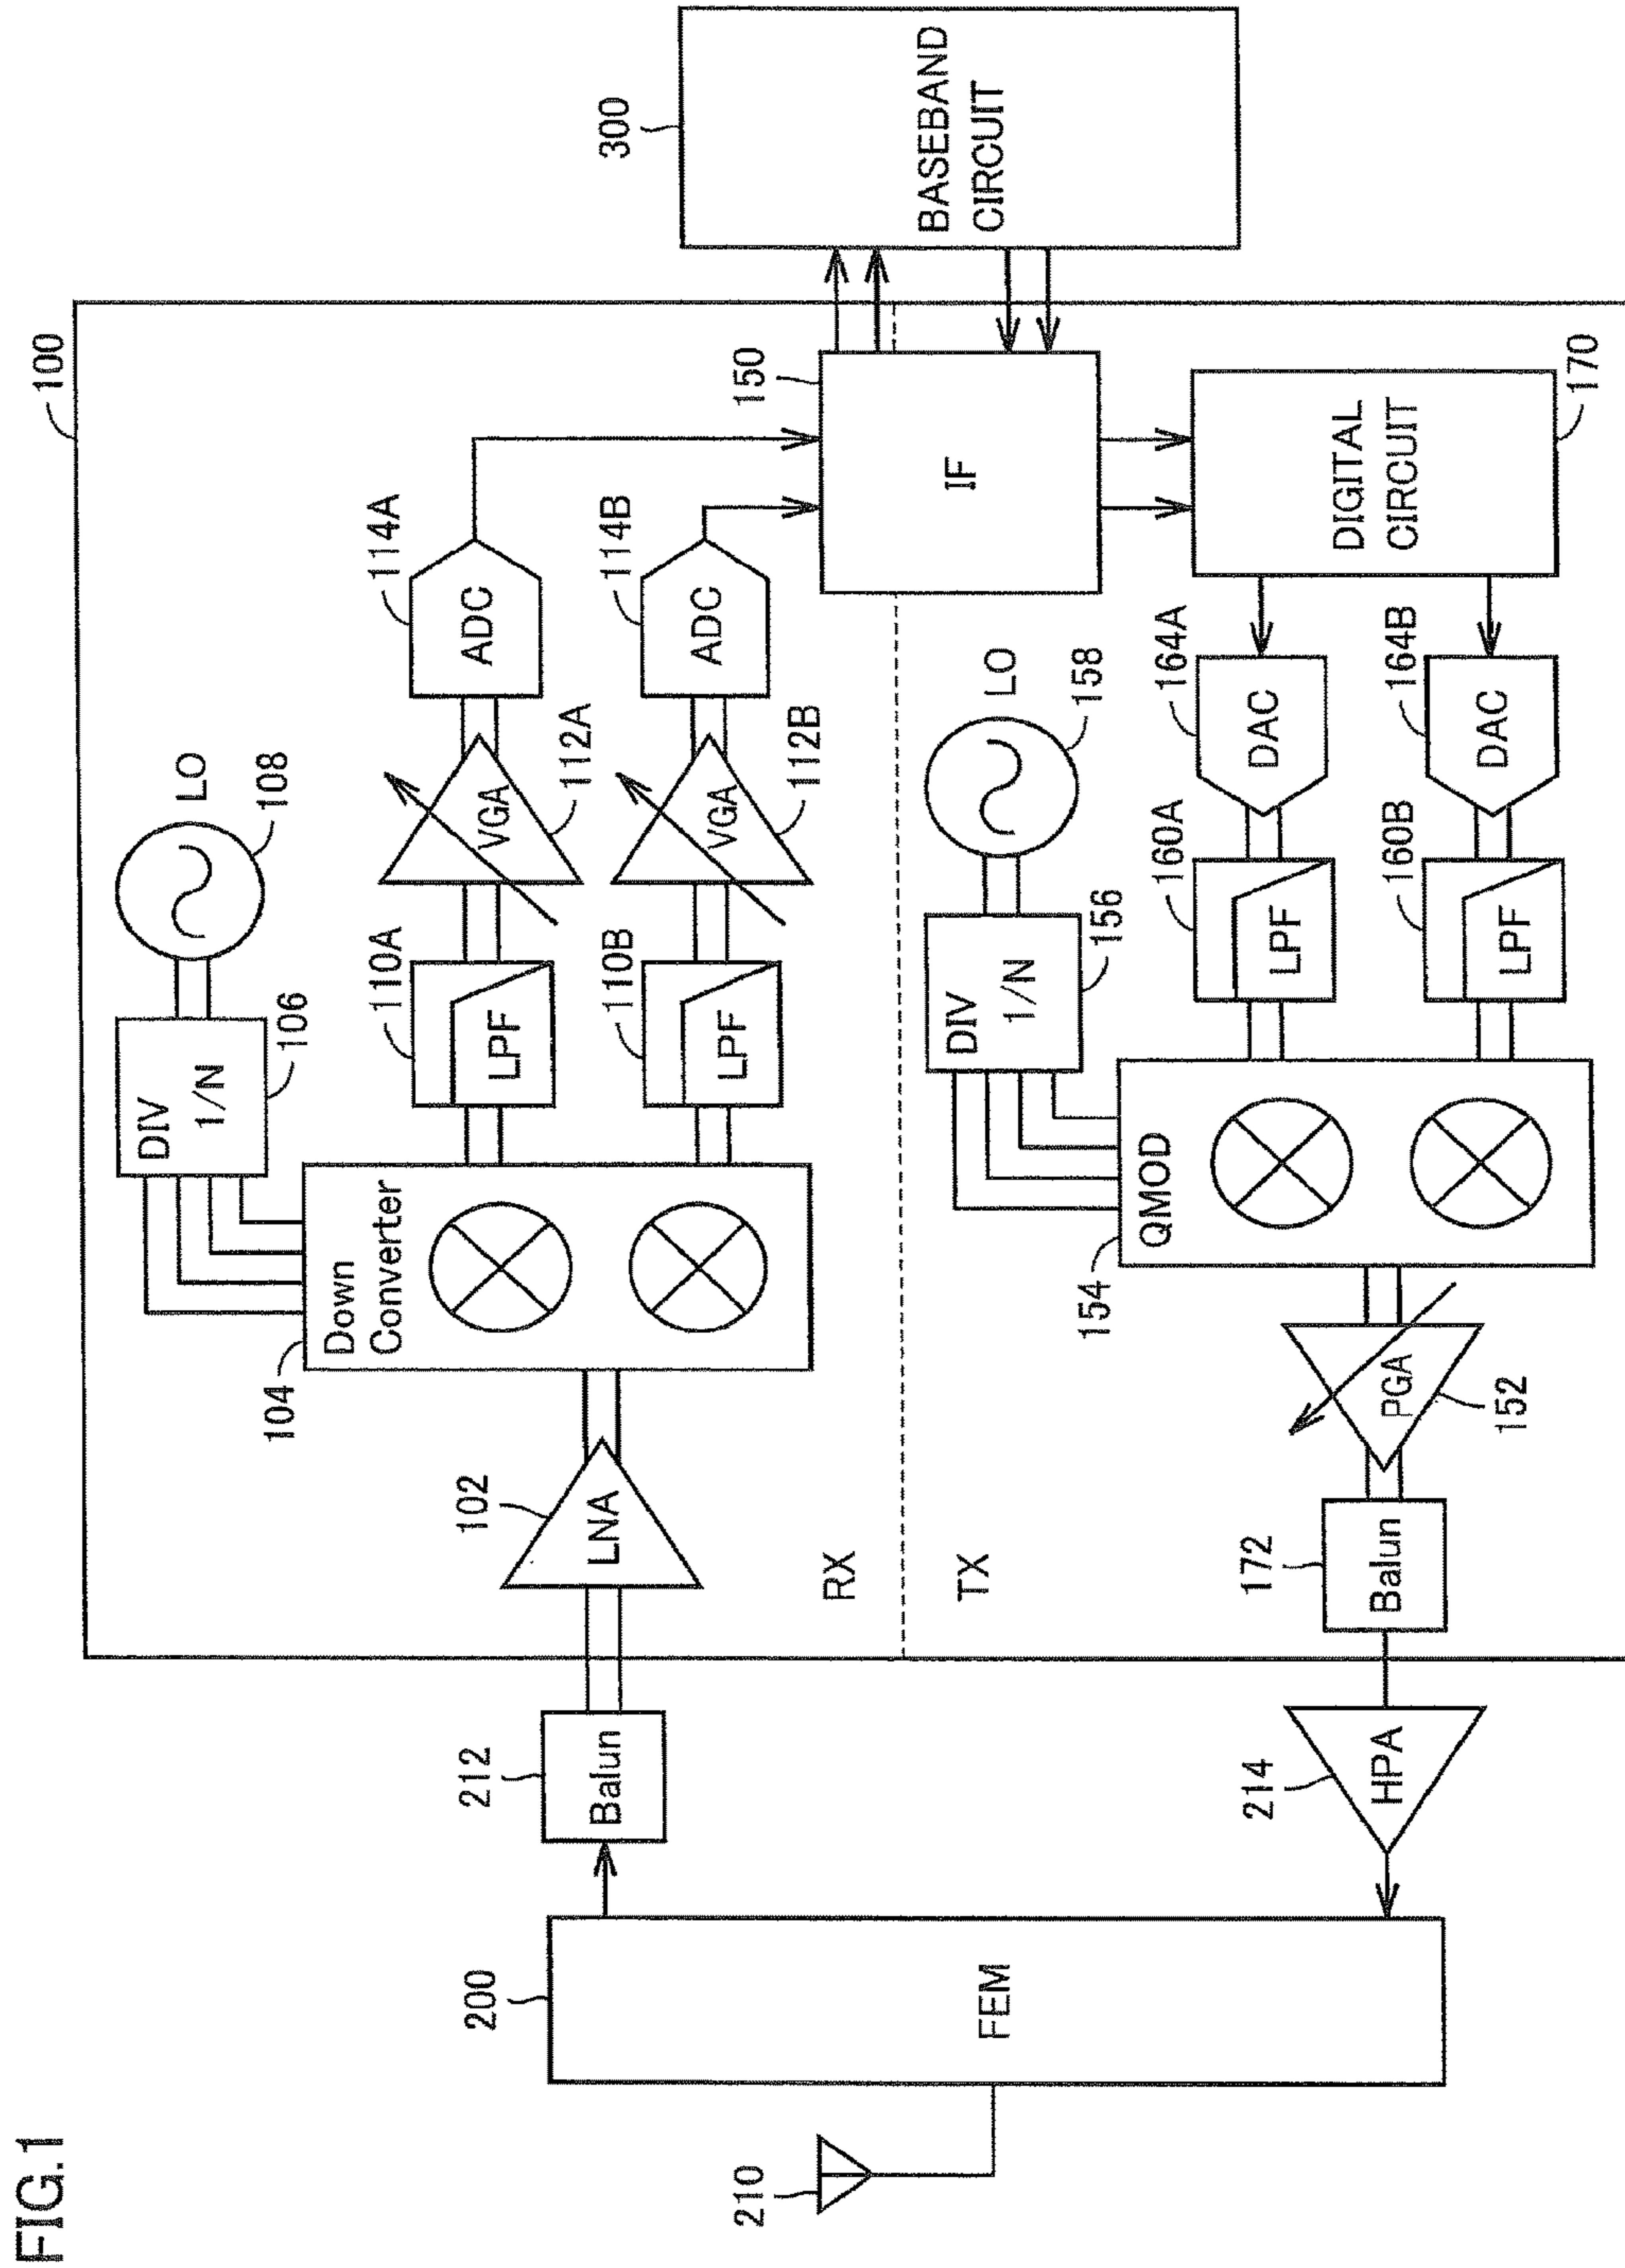 FIG.1
210
200
FEM
212
Balun
214
HPA
100
RX
TX
102
LNA
104
Down
Converter
DIV
1/N
106
LO
108
110A
LPF
110B
LPF
VGA
112A
VGA
112B
114A
ADC
114B
ADC
150
IF
300
BASEBAND
CIRCUIT
172
Balun
PGA
152
154
QMOD
DIV
1/N
156
LO
158
160A
LPF
160B
LPF
164A
DAC
164B
DAC
DIGITAL
CIRCUIT
170